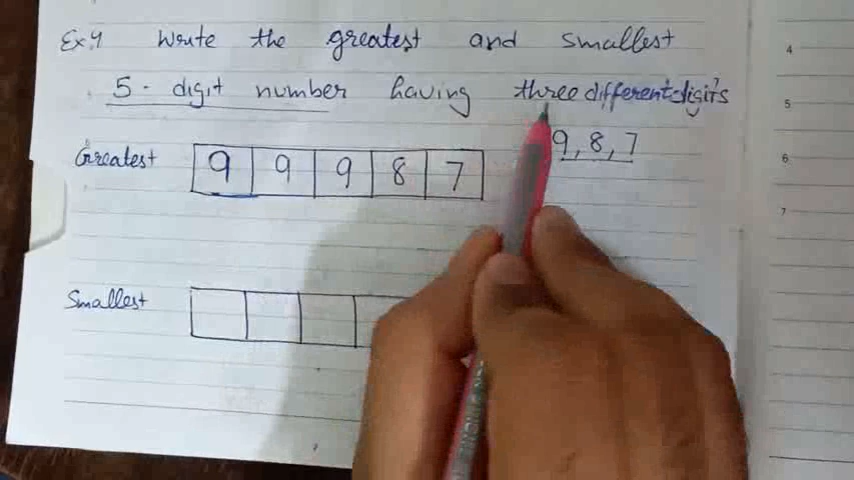 Ex.4 Write the greatest and smallest
5-digit number having three different digits
9, 8, 7
Greatest 9 9 9 8 7
Smallest
4
5
6
7